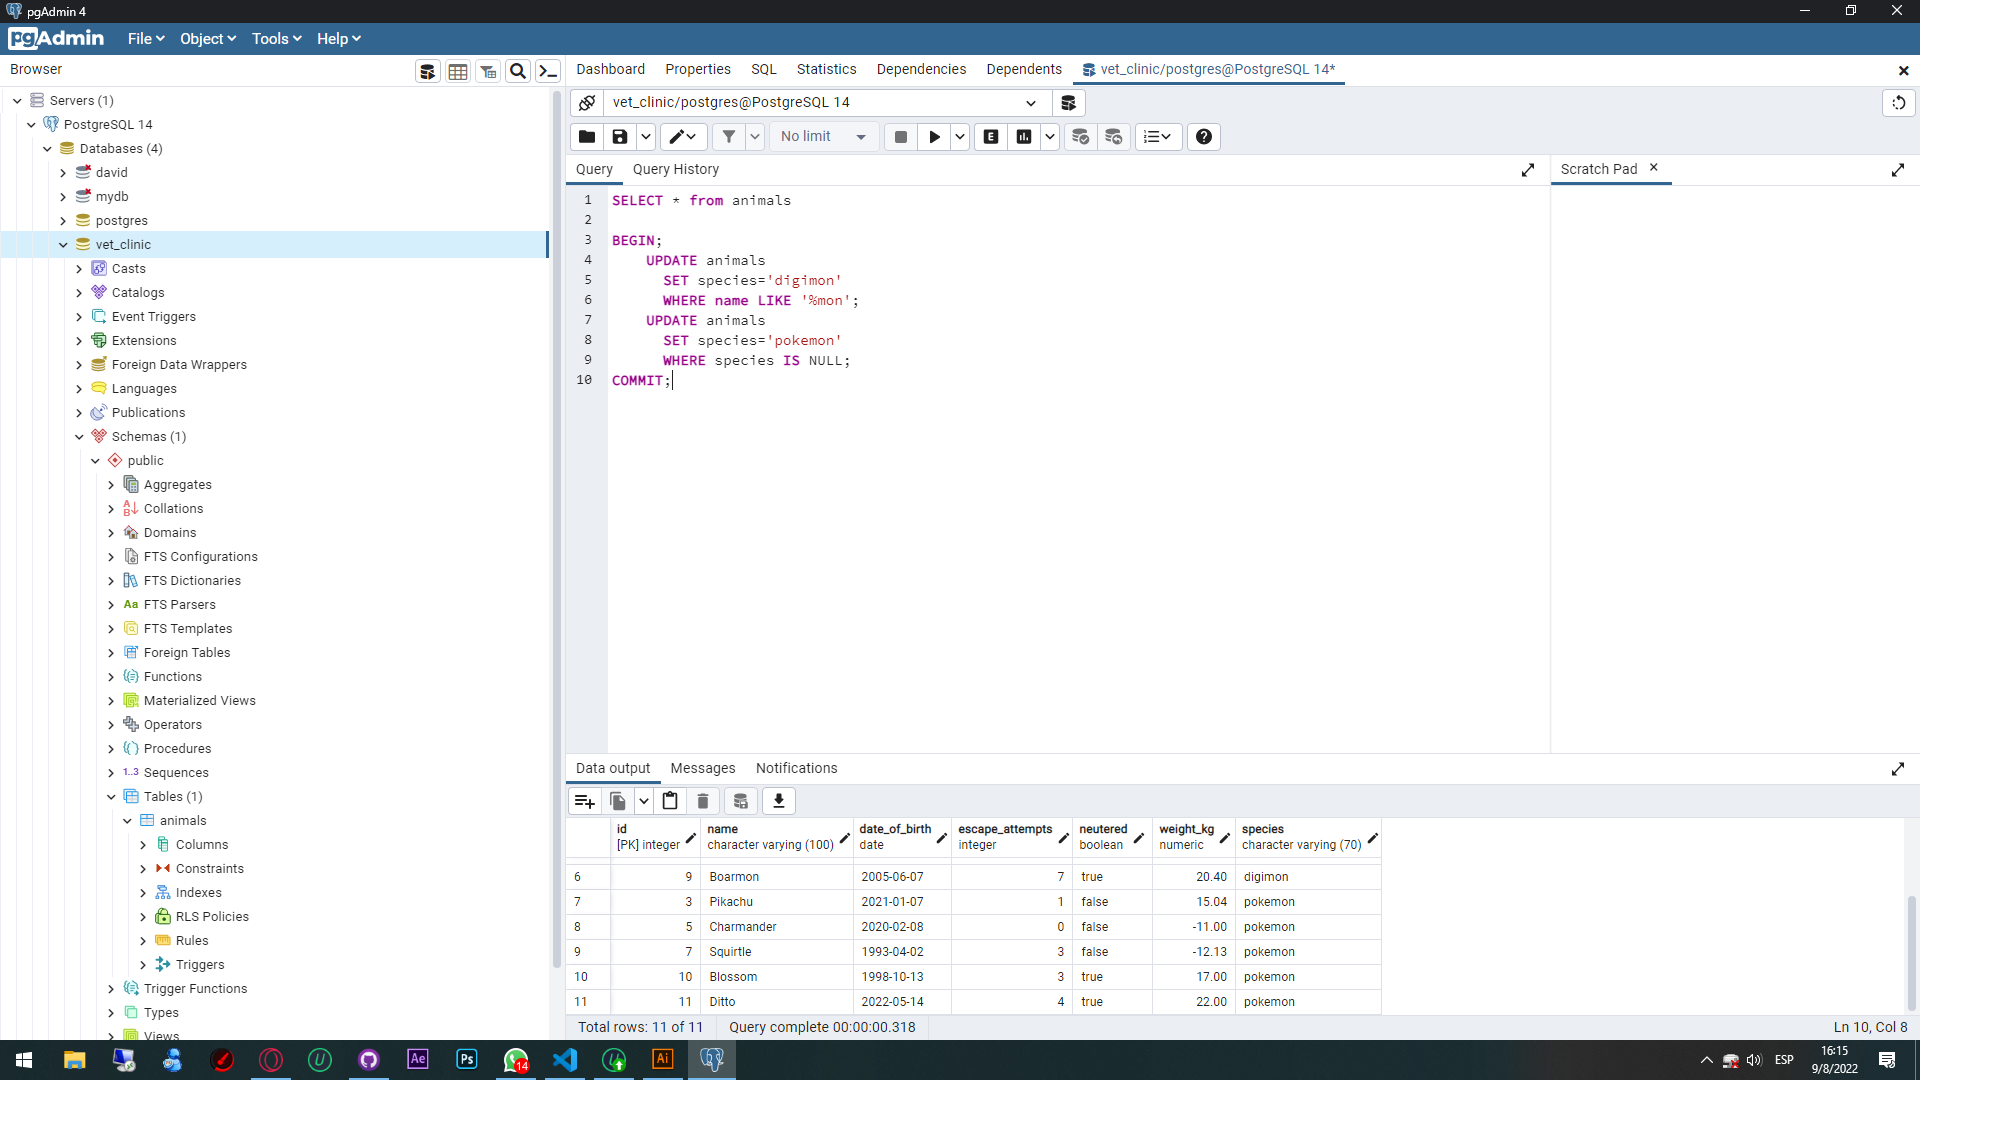 pgAdmin 4
pgAdmin File Object Tools Help
Browser
Dashboard Properties SQL Statistics Dependencies Dependents vet_clinic/postgres@PostgreSQL 14*
Servers (1)
PostgreSQL 14
Databases (4)
david
mydb
postgres
vet_clinic
Casts
Catalogs
Event Triggers
Extensions
Foreign Data Wrappers
Languages
Publications
Schemas (1)
public
Aggregates
Collations
Domains
FTS Configurations
FTS Dictionaries
Aa FTS Parsers
FTS Templates
Foreign Tables
Functions
Materialized Views
Operators
Procedures
1..3 Sequences
Tables (1)
animals
Columns
Constraints
Indexes
RLS Policies
Rules
Triggers
Trigger Functions
Types
Views
vet_clinic/postgres@PostgreSQL 14
No limit
Query Query History
Scratch Pad
1 SELECT * from animals
2
3 BEGIN;
4 UPDATE animals
5 SET species='digimon'
6 WHERE name LIKE '%mon';
7 UPDATE animals
8 SET species='pokemon'
9 WHERE species IS NULL;
10 COMMIT;
Data output Messages Notifications
id name date_of_birth escape_attempts neutered weight_kg species
[PK] integer character varying (100) date integer boolean numeric character varying (70)
6 9 Boarmon 2005-06-07 7 true 20.40 digimon
7 3 Pikachu 2021-01-07 1 false 15.04 pokemon
8 5 Charmander 2020-02-08 0 false -11.00 pokemon
9 7 Squirtle 1993-04-02 3 false -12.13 pokemon
10 10 Blossom 1998-10-13 3 true 17.00 pokemon
11 11 Ditto 2022-05-14 4 true 22.00 pokemon
Total rows: 11 of 11 Query complete 00:00:00.318
Ln 10, Col 8
Ae Ps 14 Ai
ESP
16:15
9/8/2022